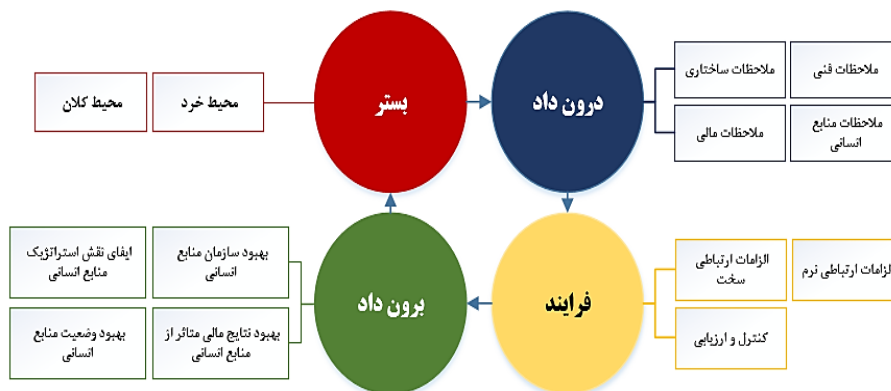 بستر
محیط خرد
محیط کلان
درون داد
ملاحظات فنی
ملاحظات ساختاری
ملاحظات منابع
انسانی
ملاحظات مالی
فرایند
الزامات ارتباطی نرم
الزامات ارتباطی
سخت
کنترل و ارزیابی
برون داد
بهبود سازمان منابع
انسانی
ایفای نقش استراتژیک
منابع انسانی
بهبود نتایج مالی متاثر از
منابع انسانی
بهبود وضعیت منابع
انسانی